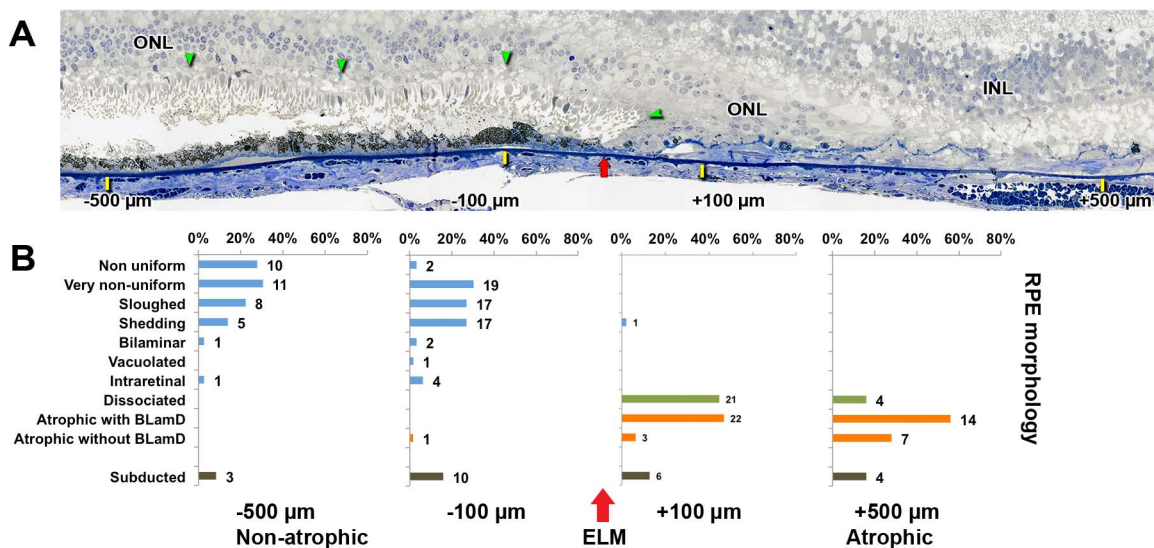 A
ONL
ONL
INL
-500 µm
-100 µm
+100 µm
+500 µm
B
0% 20% 40% 60% 80% 0% 20% 40% 60% 80% 0% 20% 40% 60% 80% 0% 20% 40% 60% 80%
Non uniform 10 2
Very non-uniform 11 19
Sloughed 8 17
Shedding 5 17 1
Bilaminar 1 2
Vacuolated 1
Intraretinal 1 4
Dissociated 21 4
Atrophic with BLamD 22 14
Atrophic without BLamD 1 3 7
Subducted 3 10 6 4
RPE morphology
-500 µm -100 µm +100 µm +500 µm
Non-atrophic ELM Atrophic